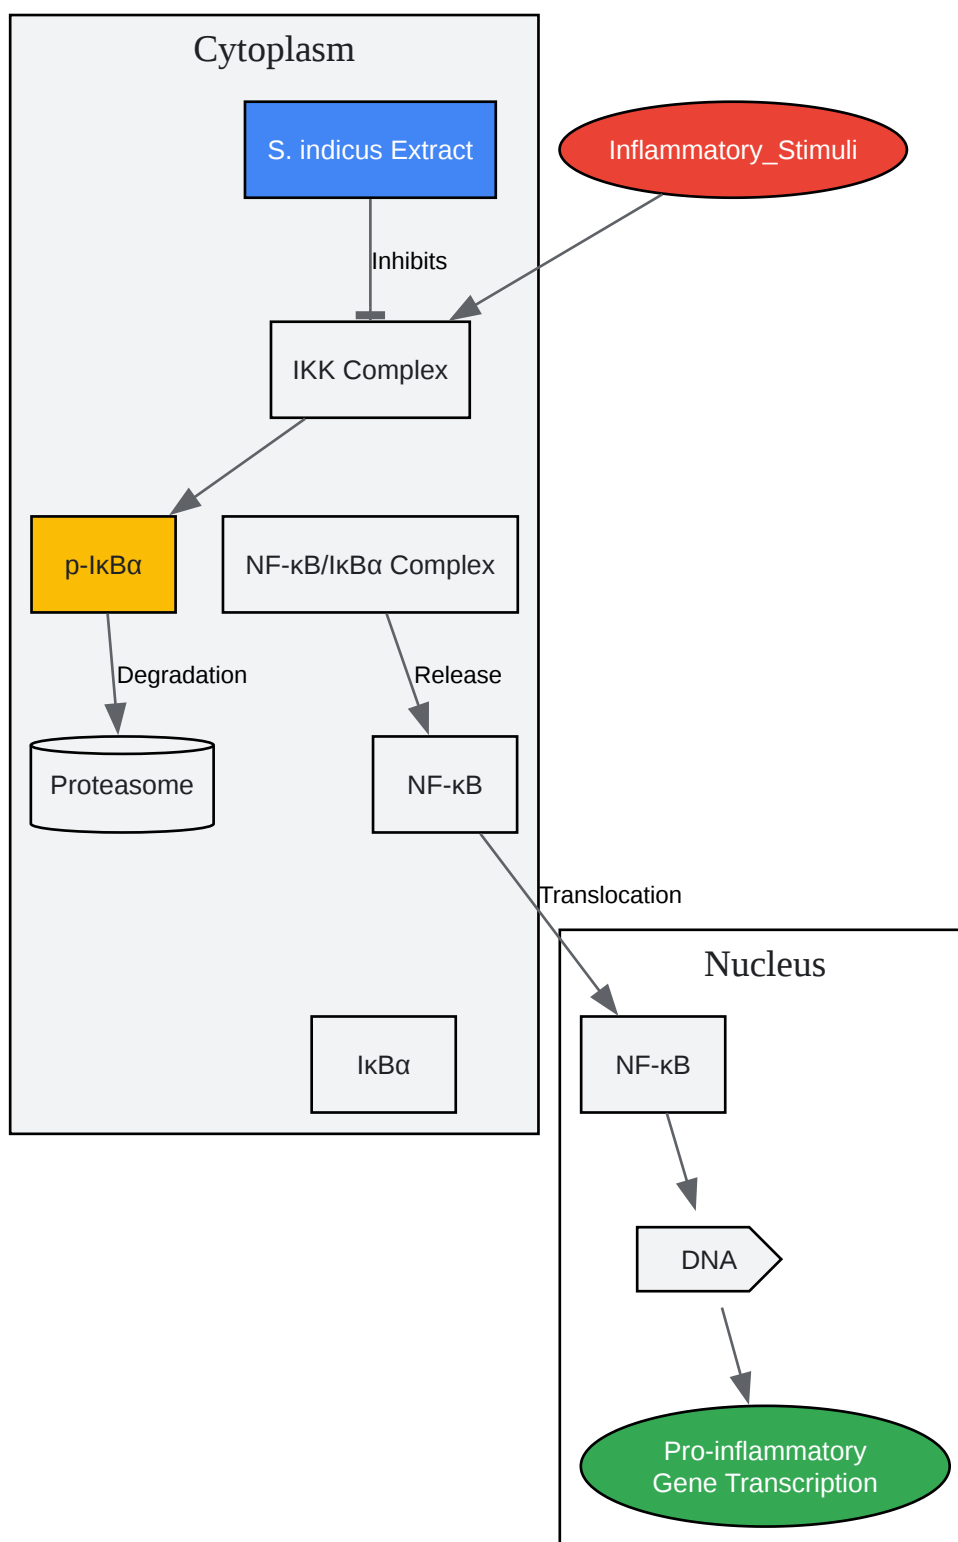 Cytoplasm
S. indicus Extract
Inflammatory_Stimuli
Inhibits
IKK Complex
p-IκBα
NF-κB/IκBα Complex
Degradation
Release
Proteasome
NF-κB
Translocation
Nucleus
IκBα
NF-κB
DNA
Pro-inflammatory
Gene Transcription